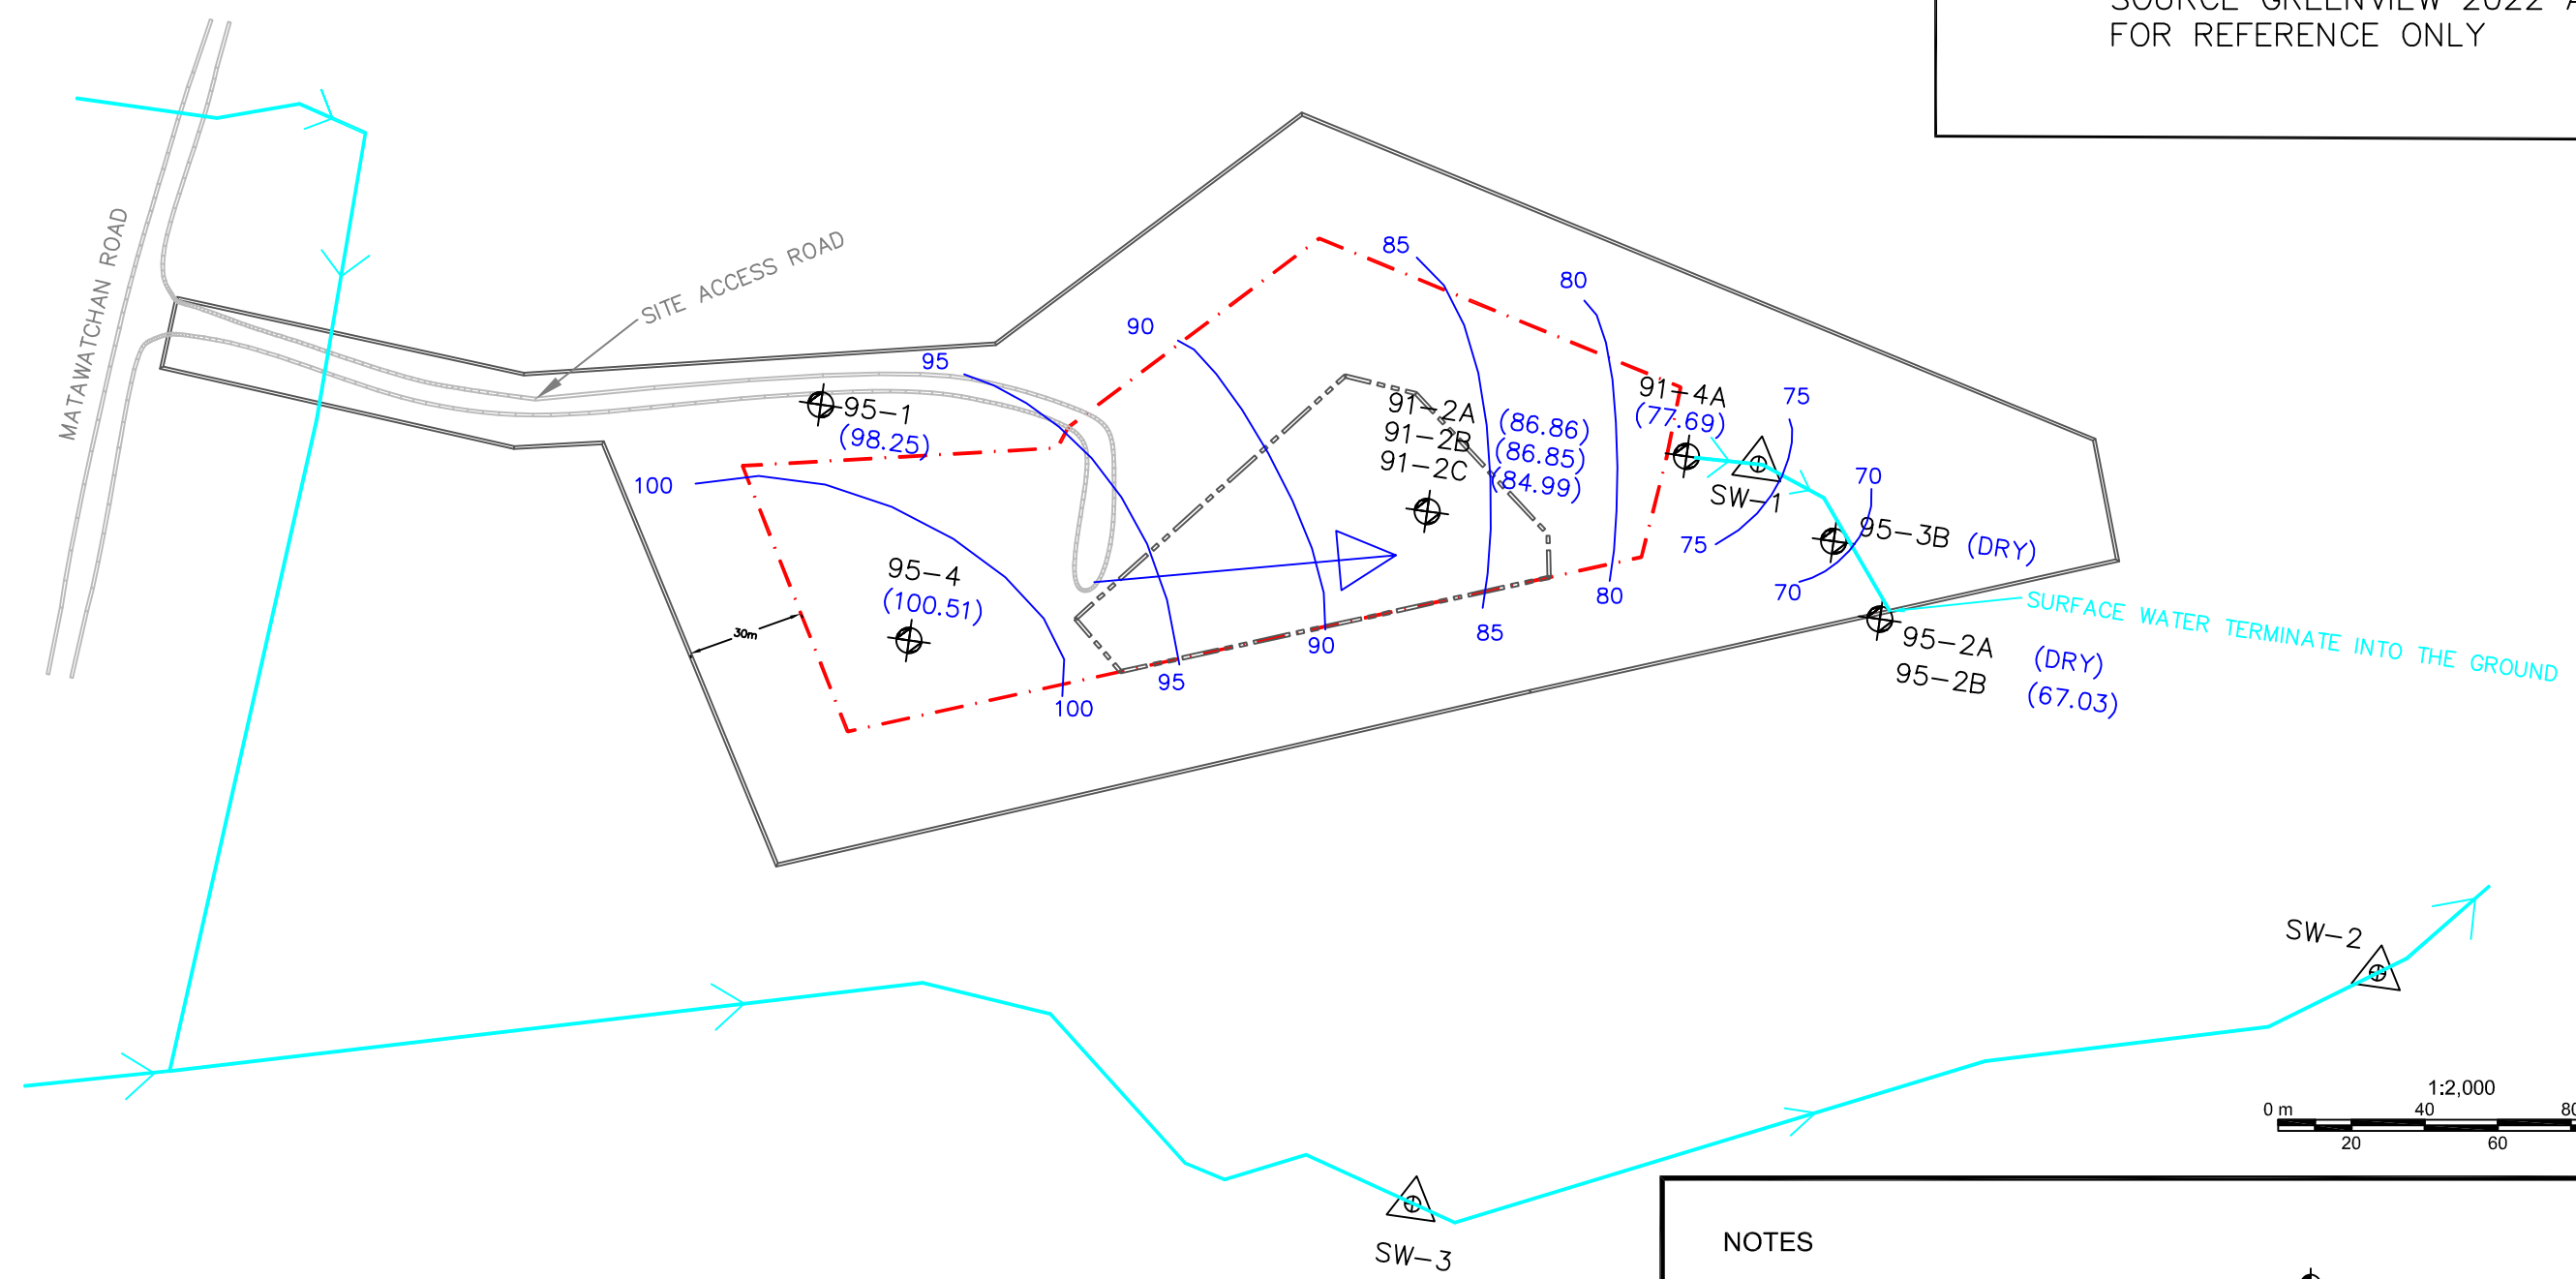 FOR REFERENCE ONLY
MATAWATCHAN ROAD
SITE ACCESS ROAD
95-1
(98.25)
100
95
90
85
80
91-2A (86.86)
91-2B (86.85)
91-2C (84.99)
91-4A
(77.69)
75
SW-1
70
95-3B (DRY)
75
70
95-4
(100.51)
30m
100
95
90
85
80
SURFACE WATER TERMINATE INTO THE GROUND
95-2A (DRY)
95-2B (67.03)
SW-2
SW-3
1:2,000
0 m 40
20 60
NOTES